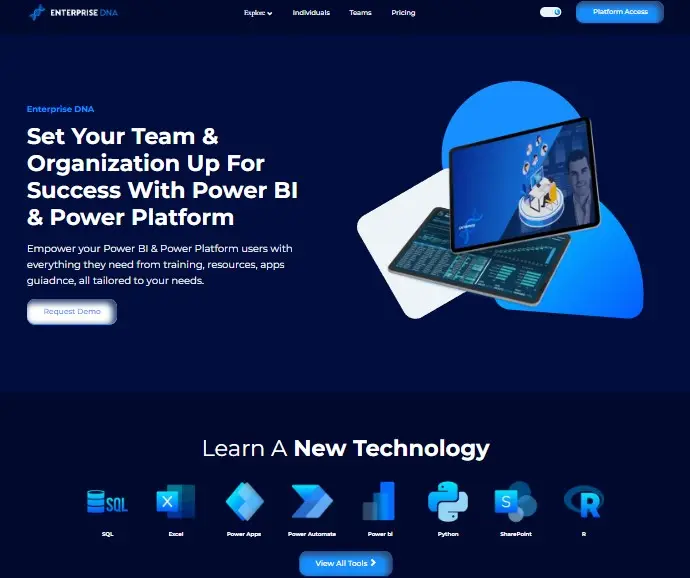 ENTERPRISE DNA
Explore
Individuals
Teams
Pricing
Platform Access
Enterprise DNA
Set Your Team &
Organization Up For
Success With Power BI
& Power Platform
Empower your Power BI & Power Platform users with
everything they need from training, resources, apps
guiadnce, all tailored to your needs.
Request Demo
Learn A New Technology
SQL
X
S
SQL
Excel
Power Apps
Power Automate
Power bi
Python
SharePoint
R
View All Tools